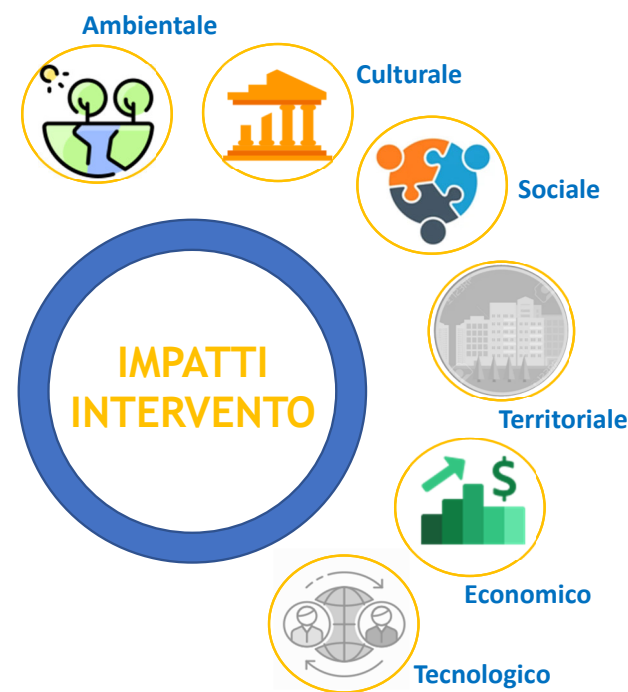 Ambientale
Culturale
Sociale
IMPATTI
INTERVENTO
Territoriale
$
Economico
Tecnologico